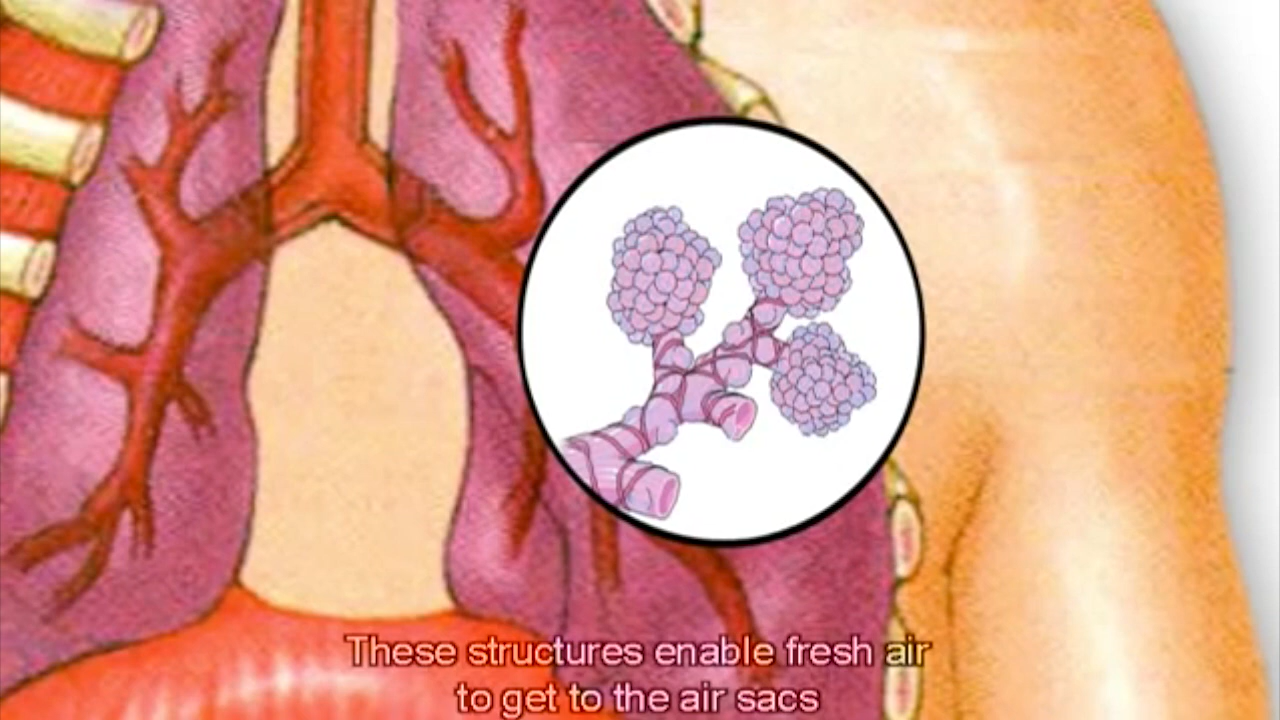 These structures enable fresh air
to get to the air sacs